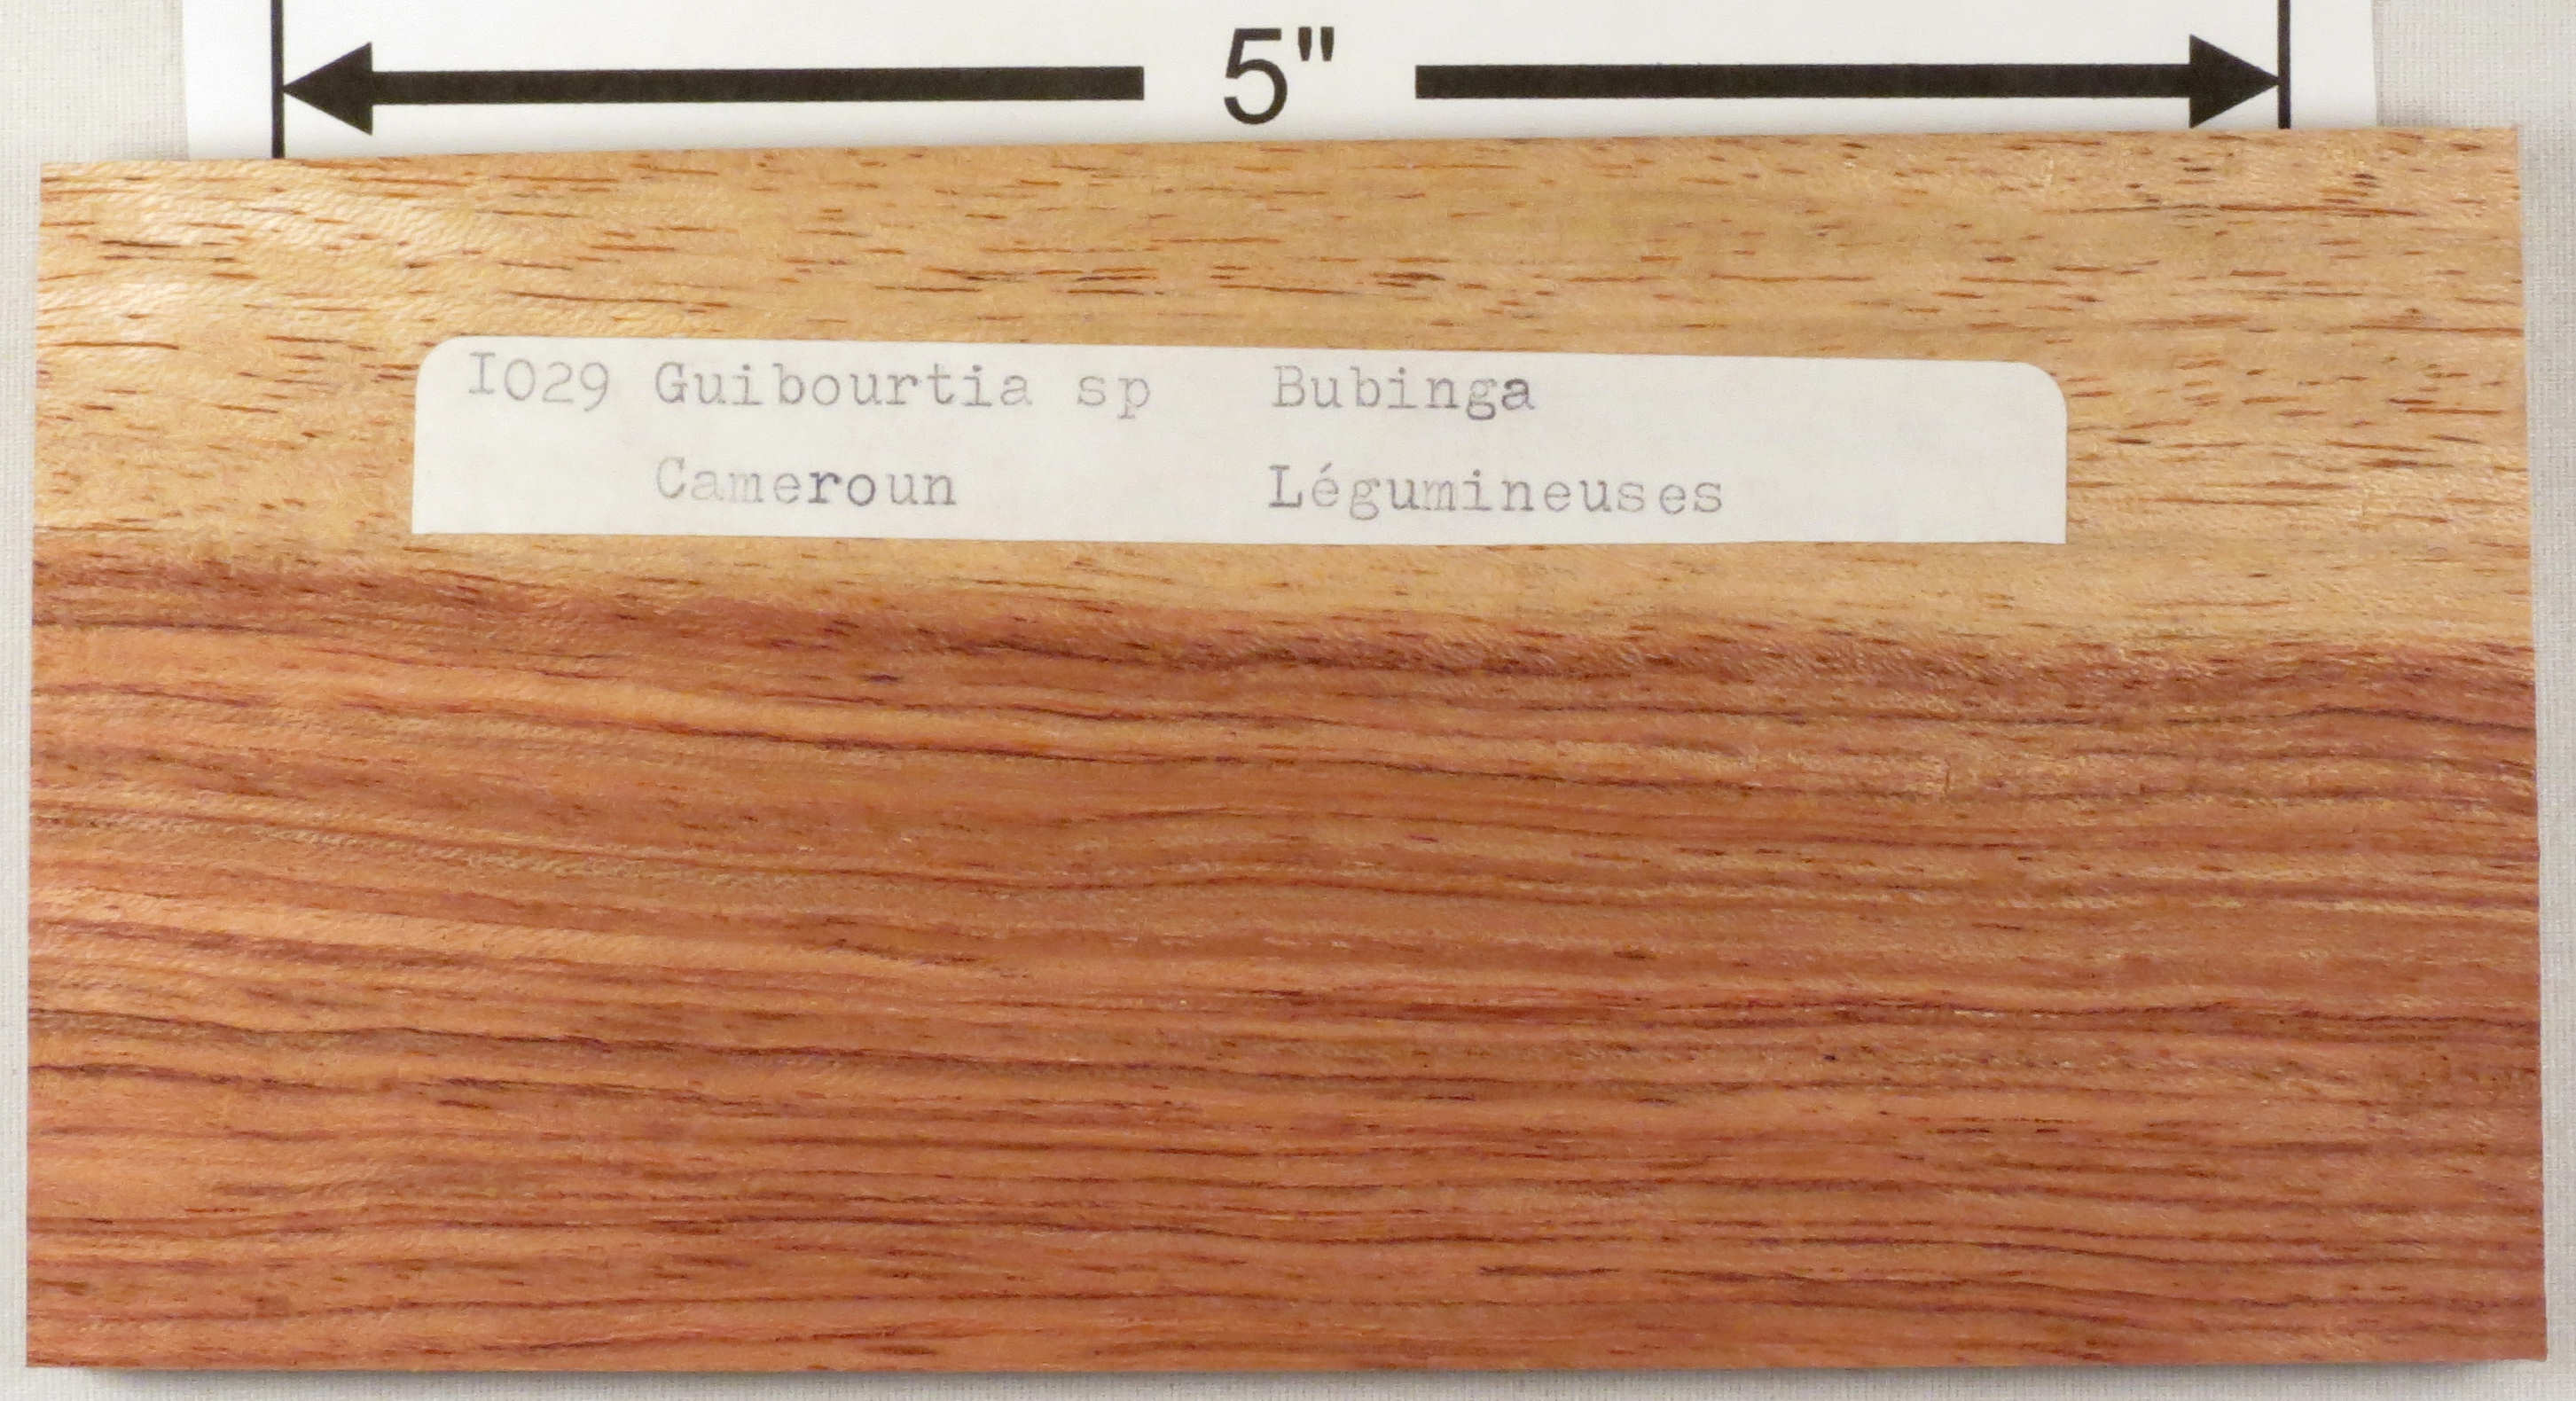 5"
I029 Guibourtia sp Bubinga
Cameroun Légumineuses